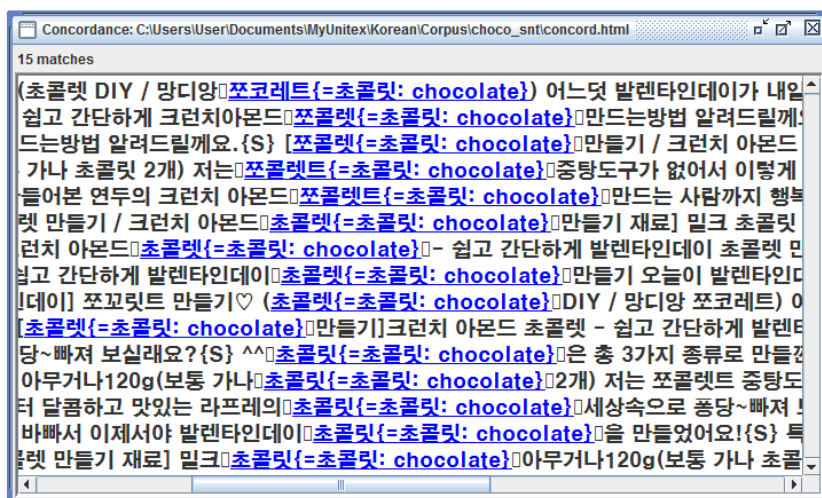 Concordance: C:\Users\User\Documents\MyUnitex\Korean\Corpus\choco_snt\concord.html
15 matches
(초콜렛 DIY / 망디앙 쪼코레트{=초콜릿: chocolate}) 어느덧 발렌타인데이가 내일
쉽고 간단하게 크런치아몬드 쪼콜렛{=초콜릿: chocolate} 만드는방법 알려드릴께요
드는방법 알려드릴께요.{S} [쪼콜렛{=초콜릿: chocolate} 만들기 / 크런치 아몬드
가나 초콜릿 2개) 저는 쪼콜렛트{=초콜릿: chocolate} 중탕도구가 없어서 이렇게
들어본 연두의 크런치 아몬드 쪼콜렛트{=초콜릿: chocolate} 만드는 사람까지 행복
렛 만들기 / 크런치 아몬드 초콜렛{=초콜릿: chocolate} 만들기 재료] 밀크 초콜릿
런치 아몬드 초콜렛{=초콜릿: chocolate} - 쉽고 간단하게 발렌타인데이 초콜렛 만
쉽고 간단하게 발렌타인데이 초콜렛{=초콜릿: chocolate} 만들기 오늘이 발렌타인데
인데이] 쪼꼬릿트 만들기♡ (초콜렛{=초콜릿: chocolate} DIY / 망디앙 쪼코레트) 어
[초콜렛{=초콜릿: chocolate} 만들기]크런치 아몬드 초콜렛 - 쉽고 간단하게 발렌타
당~빠져 보실래요?{S} ^^ 초콜릿{=초콜릿: chocolate} 은 총 3가지 종류로 만들
아무거나120g(보통 가나 초콜릿{=초콜릿: chocolate} 2개) 저는 쪼콜렛트 중탕도
터 달콤하고 맛있는 라프레의 초콜릿{=초콜릿: chocolate} 세상속으로 퐁당~빠져 보
바빠서 이제서야 발렌타인데이 초콜릿{=초콜릿: chocolate} 을 만들었어요!{S} 특
렛 만들기 재료] 밀크 초콜릿{=초콜릿: chocolate} 아무거나120g(보통 가나 초콜